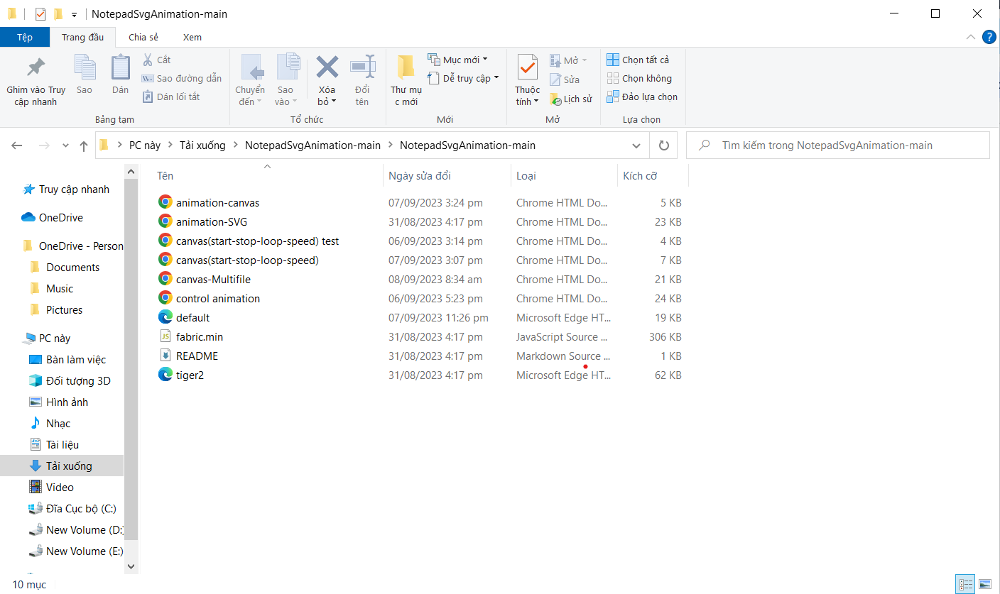 NotepadSvgAnimation-main
Tệp Trang đầu Chia sẻ Xem
?
Ghim vào Truy cập nhanh
Sao
Dán
Cắt
Sao đường dẫn
Dán lối tắt
Bảng tạm
Chuyển đến
Sao vào
Xóa bỏ
Đổi tên
Tổ chức
Thư mụ
c mới
Mục mới
Dễ truy cập
Mới
Thuộc tính
Mở
Sửa
Lịch sử
Mở
Chọn tất cả
Chọn không
Đảo lựa chọn
Lựa chọn
PC này Tải xuống NotepadSvgAnimation-main NotepadSvgAnimation-main
Tìm kiếm trong NotepadSvgAnimation-main
Truy cập nhanh
OneDrive
OneDrive - Person
Documents
Music
Pictures
PC này
Bàn làm việc
Đối tượng 3D
Hình ảnh
Nhạc
Tài liệu
Tải xuống
Video
Đĩa Cục bộ (C:)
New Volume (D:)
New Volume (E:)
Tên Ngày sửa đổi Loại Kích cỡ
animation-canvas 07/09/2023 3:24 pm Chrome HTML Do... 5 KB
animation-SVG 31/08/2023 4:17 pm Chrome HTML Do... 23 KB
canvas(start-stop-loop-speed) test 06/09/2023 3:14 pm Chrome HTML Do... 4 KB
canvas(start-stop-loop-speed) 07/09/2023 3:07 pm Chrome HTML Do... 7 KB
canvas-Multifile 08/09/2023 8:34 am Chrome HTML Do... 21 KB
control animation 06/09/2023 5:23 pm Chrome HTML Do... 24 KB
default 07/09/2023 11:26 pm Microsoft Edge HT... 19 KB
JS fabric.min 31/08/2023 4:17 pm JavaScript Source ... 306 KB
README 31/08/2023 4:17 pm Markdown Source ... 1 KB
tiger2 31/08/2023 4:17 pm Microsoft Edge HT... 62 KB
10 mục